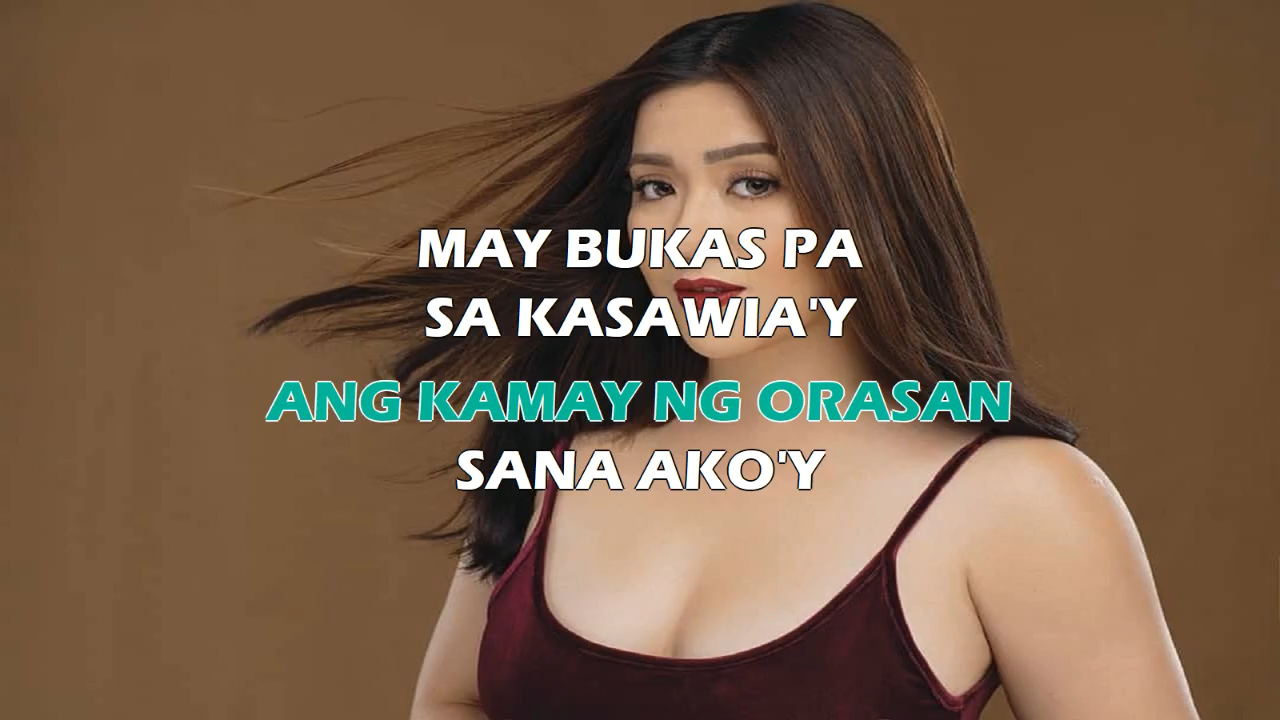 MAY BUKAS PA
SA KASAWIA'Y
ANG KAMAY NG ORASAN
SANA AKO'Y